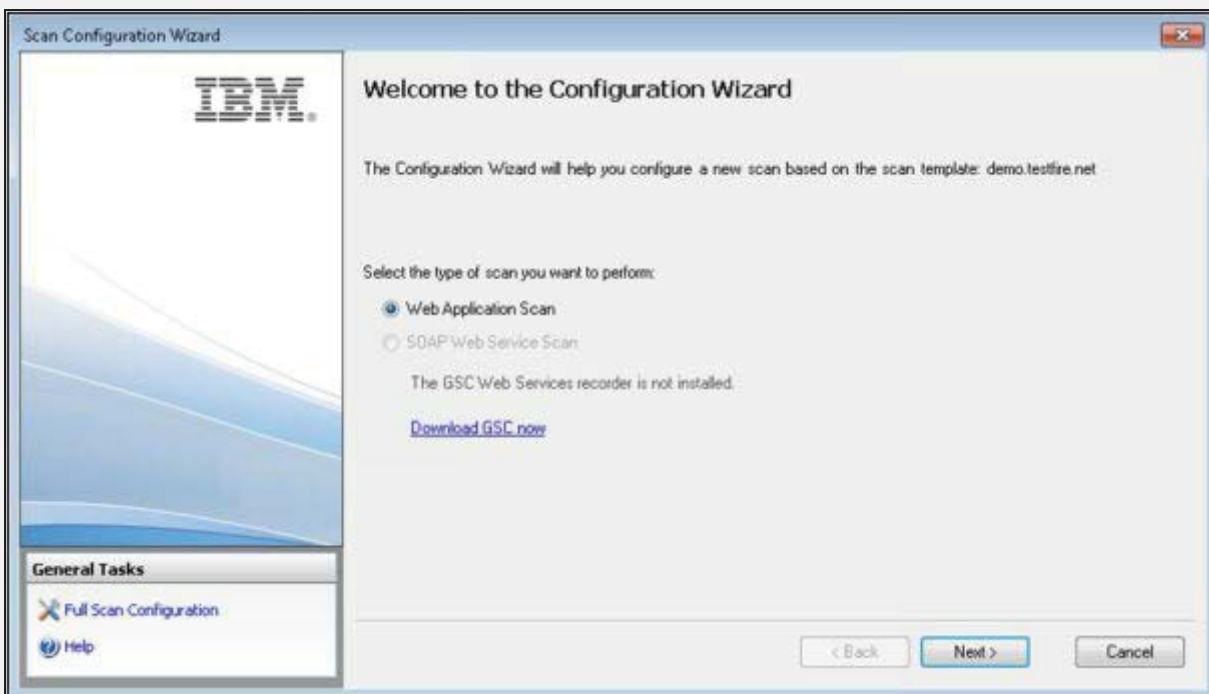 Scan Configuration Wizard
IBM.
Welcome to the Configuration Wizard
The Configuration Wizard will help you configure a new scan based on the scan template: demo.testfire.net
Select the type of scan you want to perform:
Web Application Scan
SOAP Web Service Scan
The GSC Web Services recorder is not installed.
Download GSC now
General Tasks
Full Scan Configuration
Help
< Back
Next >
Cancel